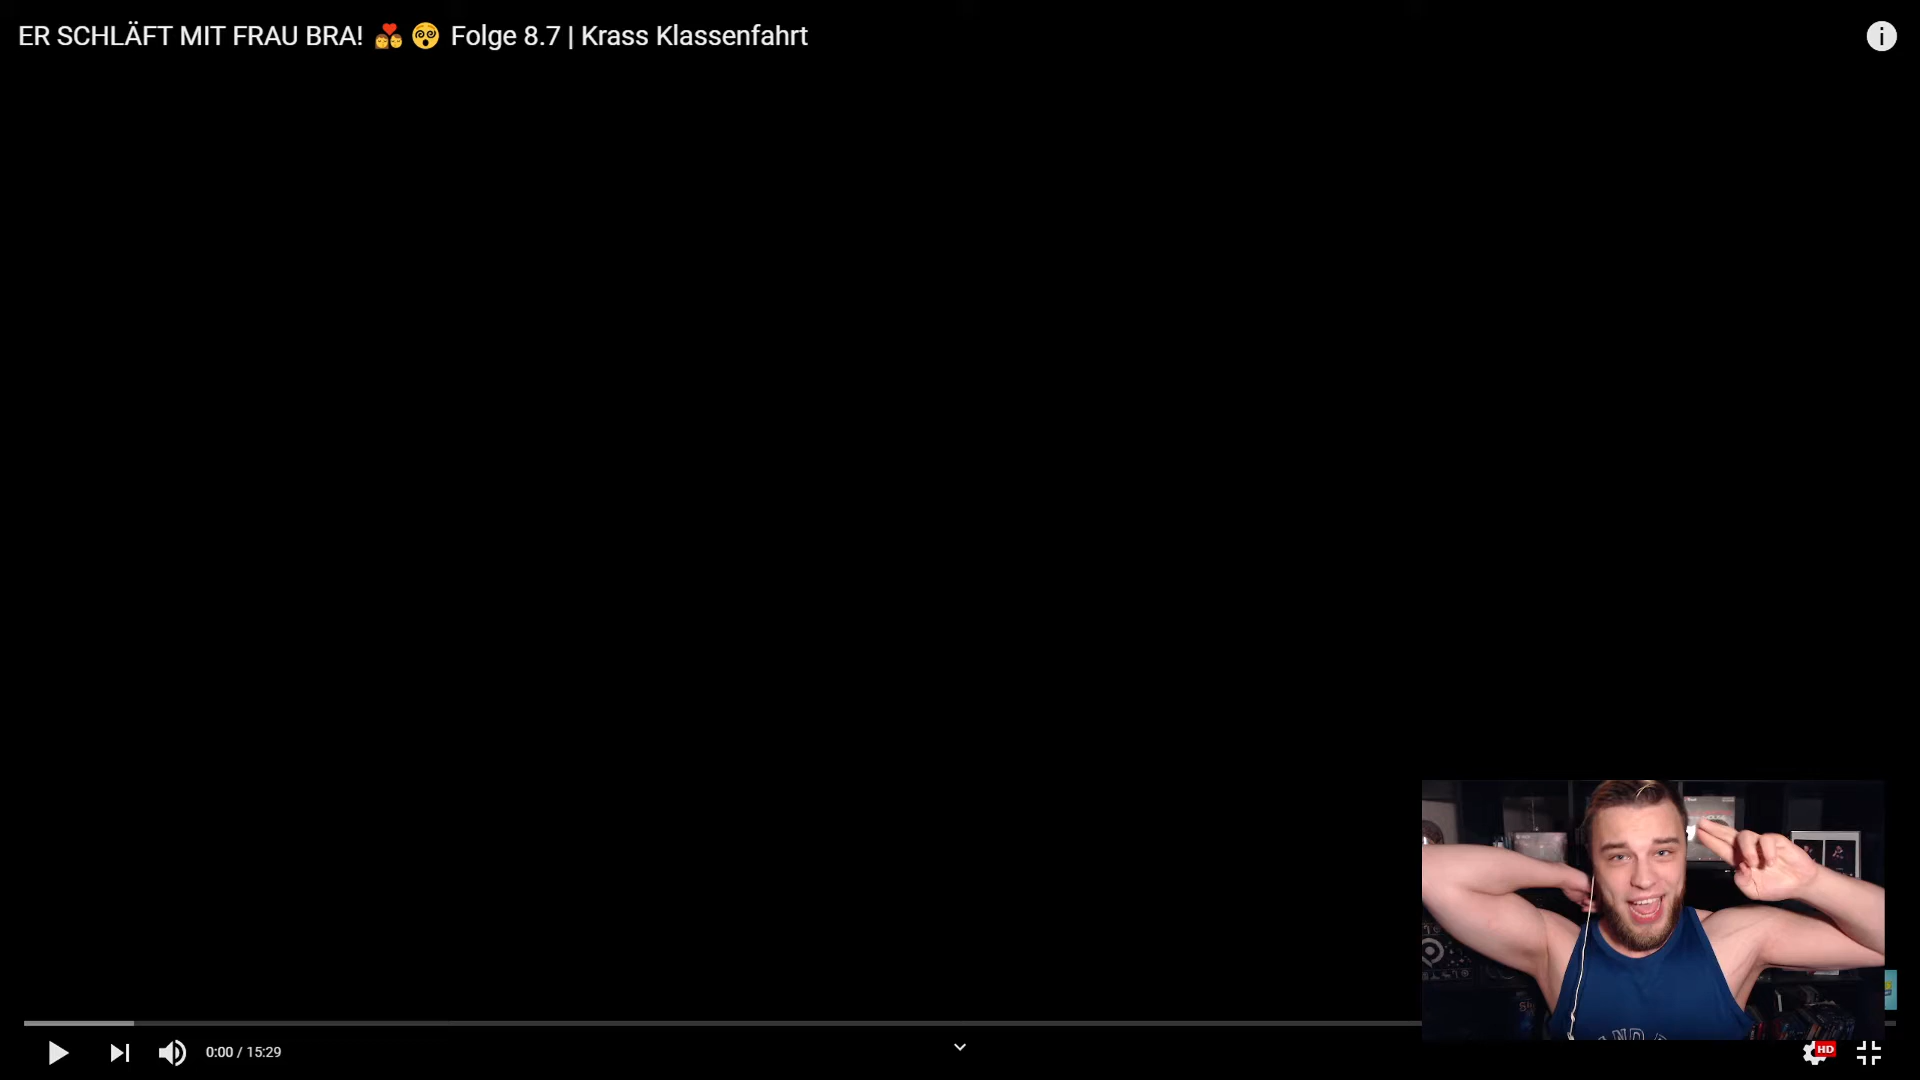 ER SCHLÄFT MIT FRAU BRA! 💏 😵‍💫 Folge 8.7 | Krass Klassenfahrt
0:00 / 15:29
HD